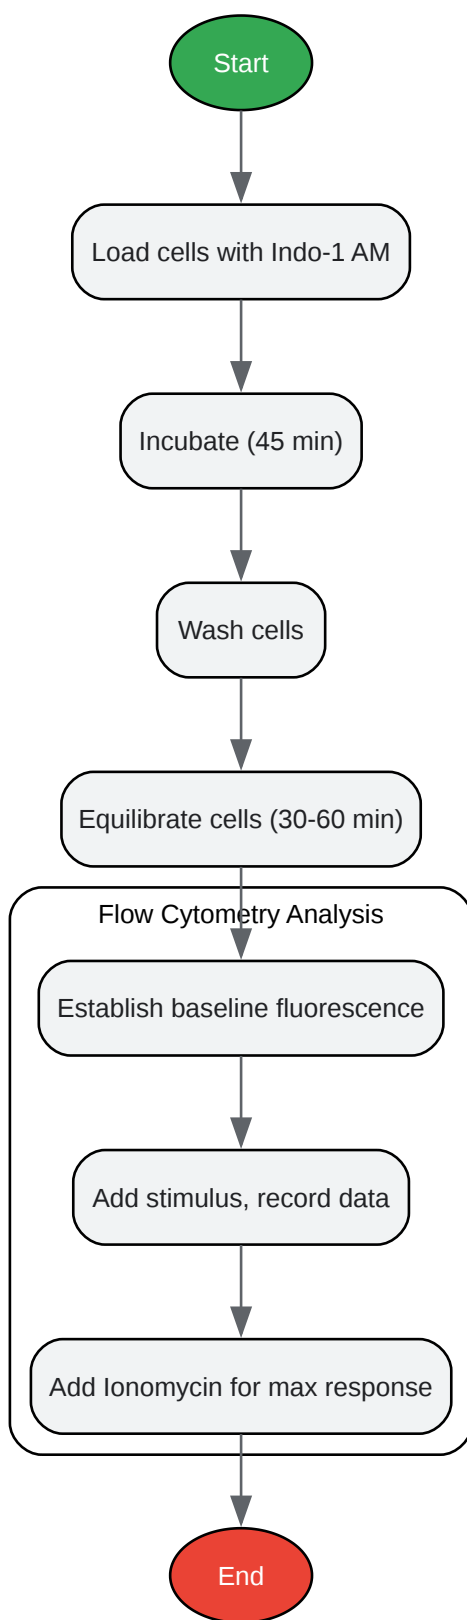 Start
Load cells with Indo-1 AM
Incubate (45 min)
Wash cells
Equilibrate cells (30-60 min)
Flow Cytometry Analysis
Establish baseline fluorescence
Add stimulus, record data
Add Ionomycin for max response
End